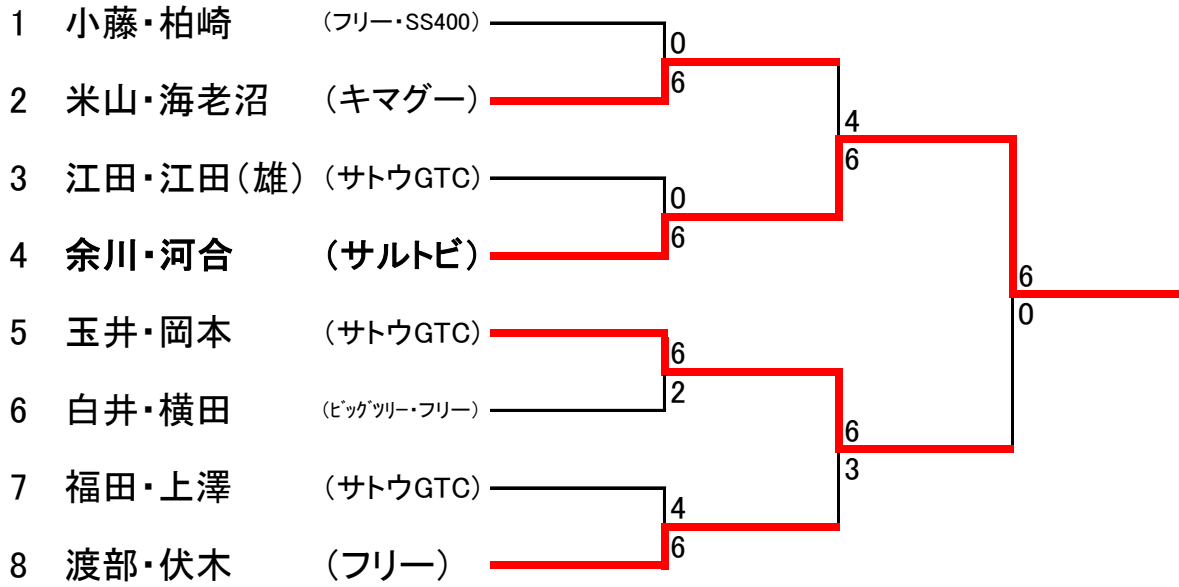 1 小藤・柏崎 (フリー・SS400)
0
6
2 米山・海老沼 (キマグー)
4
6
3 江田・江田(雄) (サトウGTC)
0
6
4 余川・河合 (サルトビ)
6
0
5 玉井・岡本 (サトウGTC)
6
2
6 白井・横田 (ビッグツリー・フリー)
6
3
7 福田・上澤 (サトウGTC)
4
6
8 渡部・伏木 (フリー)